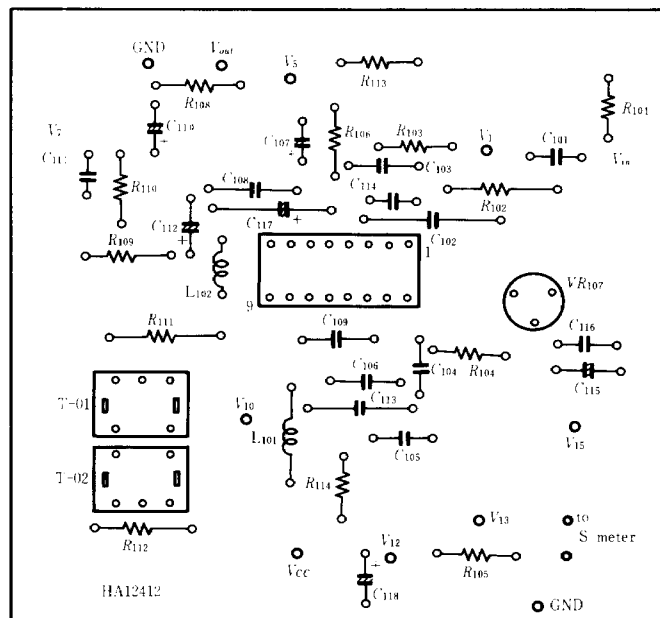 GND
Vout
V5
R113
R108
R101
V7
C110
C107
R106
R103
V1
C101
C111
C103
Vin
R110
C108
C114
R102
C112
C117
C102
R109
L102
1
9
VR107
R111
C109
C116
C106
C104
R104
C115
T-01
V10
C113
L101
C105
V15
T-02
R114
V13
to
S meter
R112
V12
VCC
R105
HA12412
C118
GND